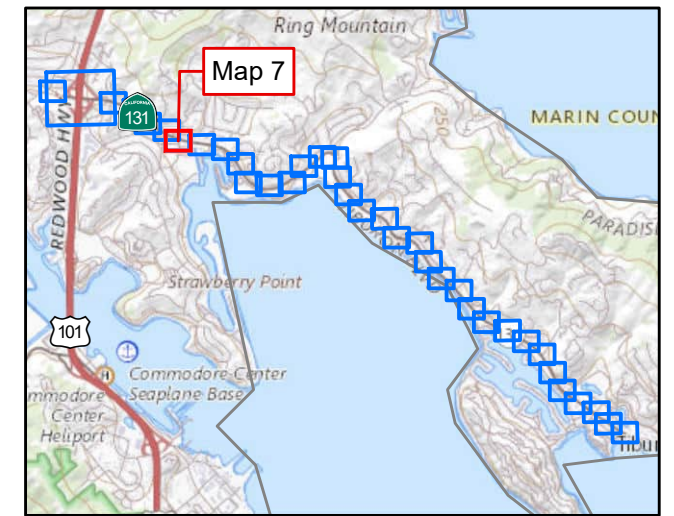 Ring Mountain
Map 7
250
MARIN COUN
CALIFORNIA
131
REDWOOD HWY
PARADIS
Strawberry Point
101
Commodore Center
Seaplane Base
H
mmodore
Center
Heliport
Tibur